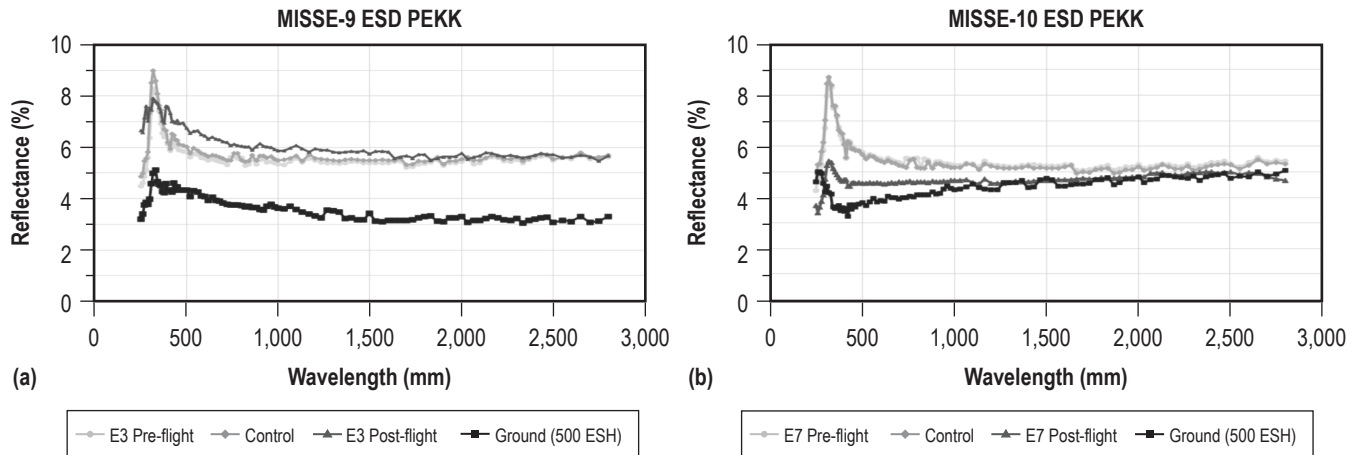 MISSE-9 ESD PEKK
10
8
6
4
2
0
Reflectance (%)
0 500 1,000 1,500 2,000 2,500 3,000
Wavelength (mm)
(a)
E3 Pre-flight Control E3 Post-flight Ground (500 ESH)
MISSE-10 ESD PEKK
10
8
6
4
2
0
Reflectance (%)
0 500 1,000 1,500 2,000 2,500 3,000
Wavelength (mm)
(b)
E7 Pre-flight Control E7 Post-flight Ground (500 ESH)